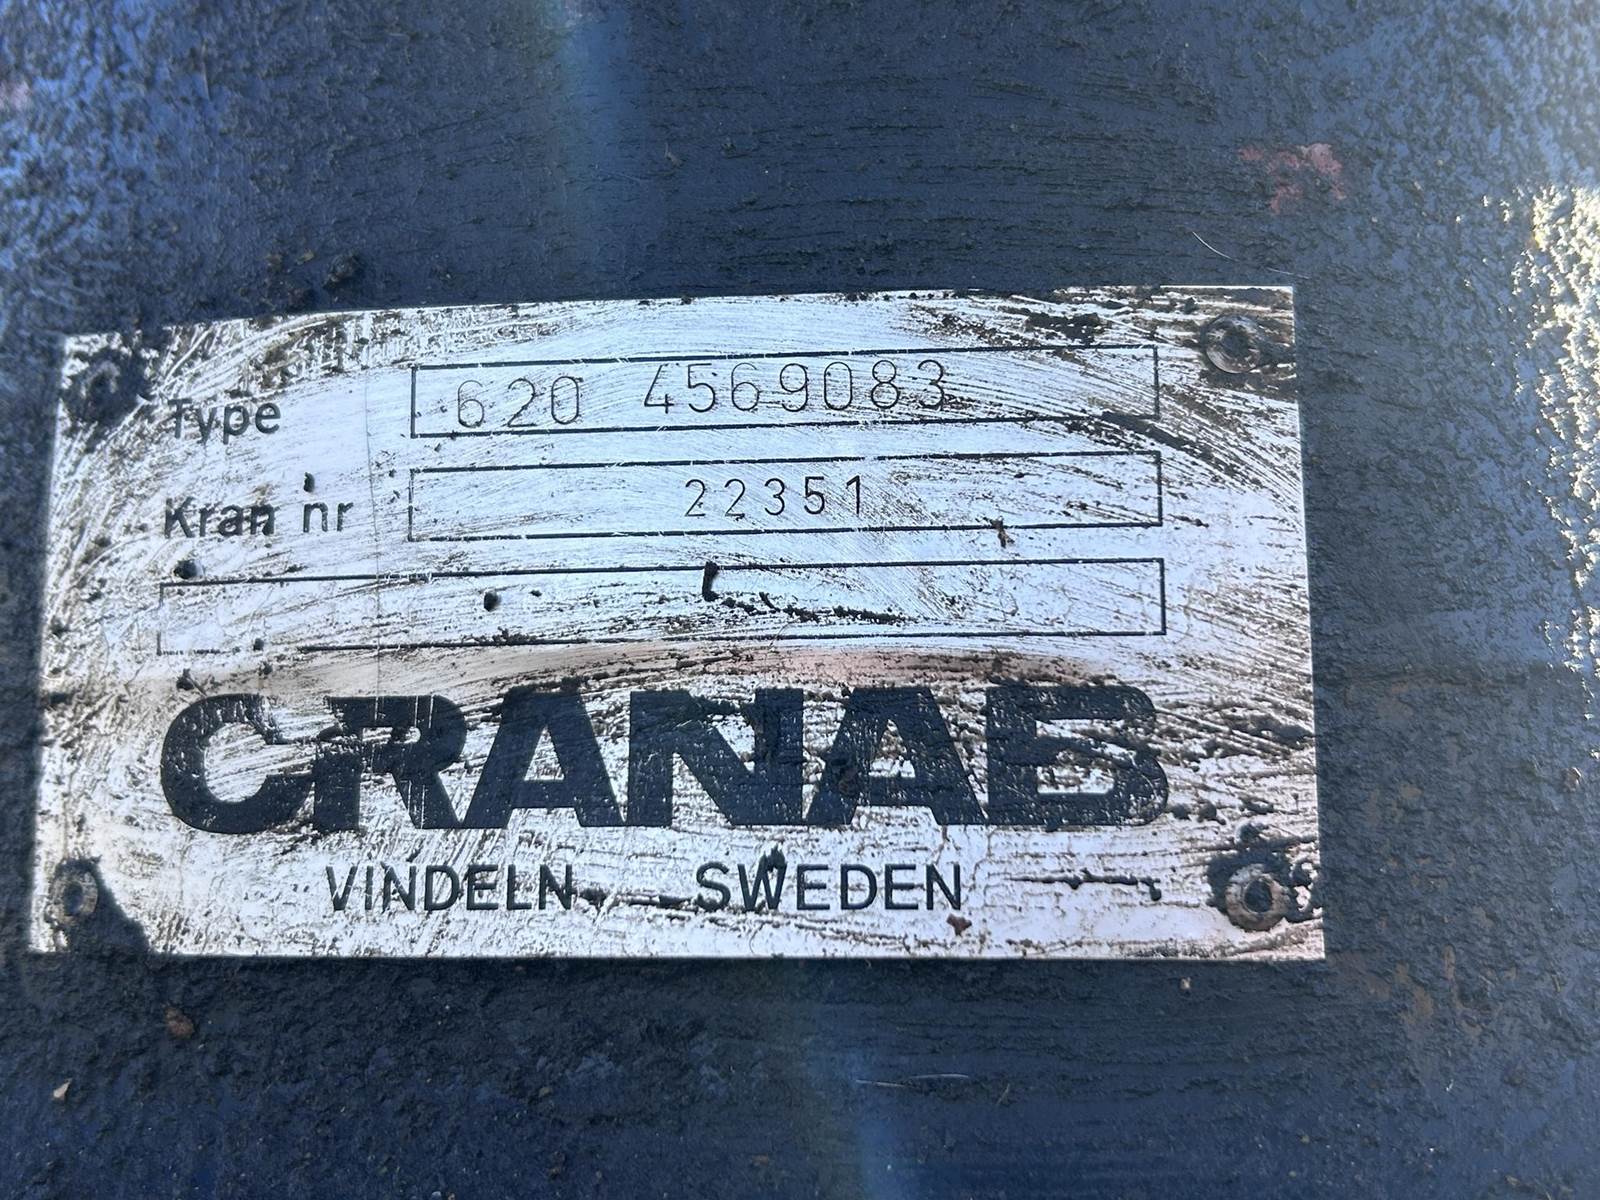 Type 620 4569083
Kran nr 22351
CRANAB
VINDELN SWEDEN